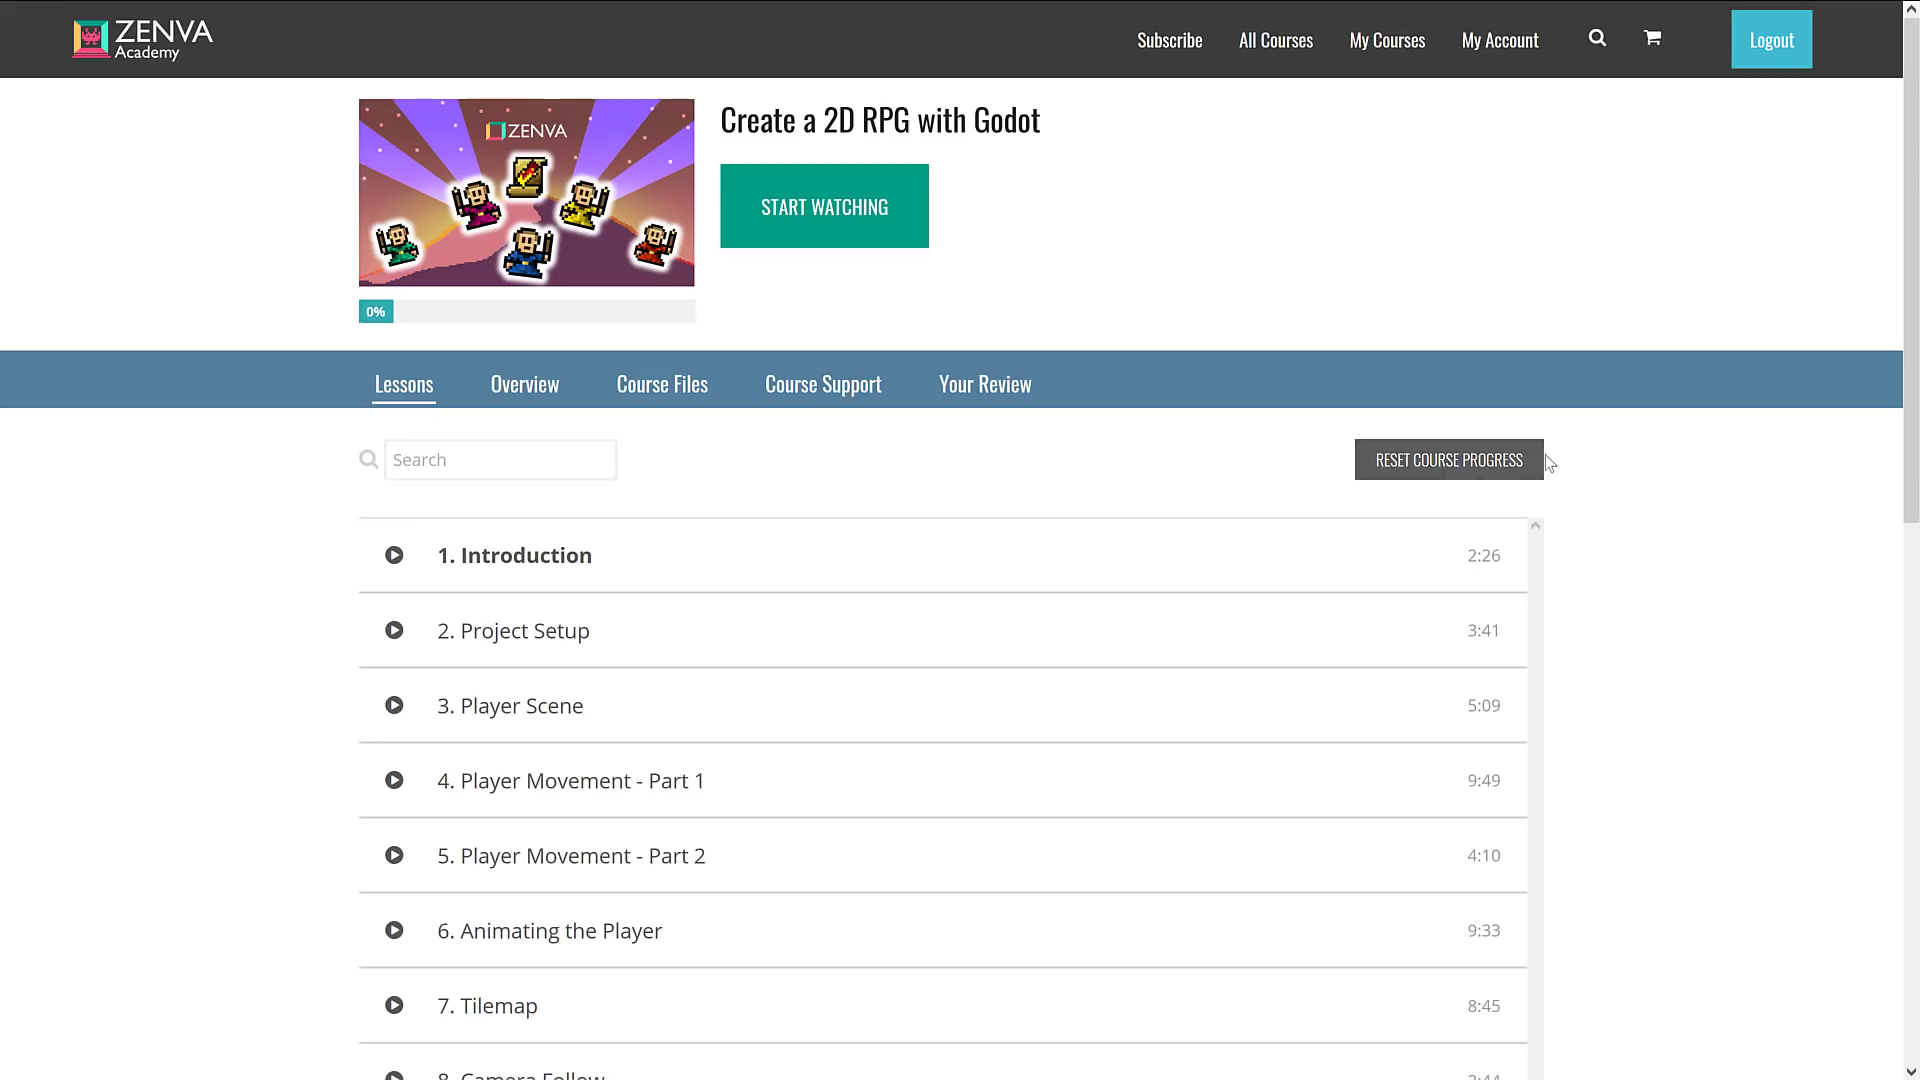 ZENVA
Academy
Subscribe
All Courses
My Courses
My Account
Logout
ZENVA
Create a 2D RPG with Godot
START WATCHING
0%
Lessons
Overview
Course Files
Course Support
Your Review
Search
RESET COURSE PROGRESS
1. Introduction
2:26
2. Project Setup
3:41
3. Player Scene
5:09
4. Player Movement - Part 1
9:49
5. Player Movement - Part 2
4:10
6. Animating the Player
9:33
7. Tilemap
8:45
8. Camera Follow